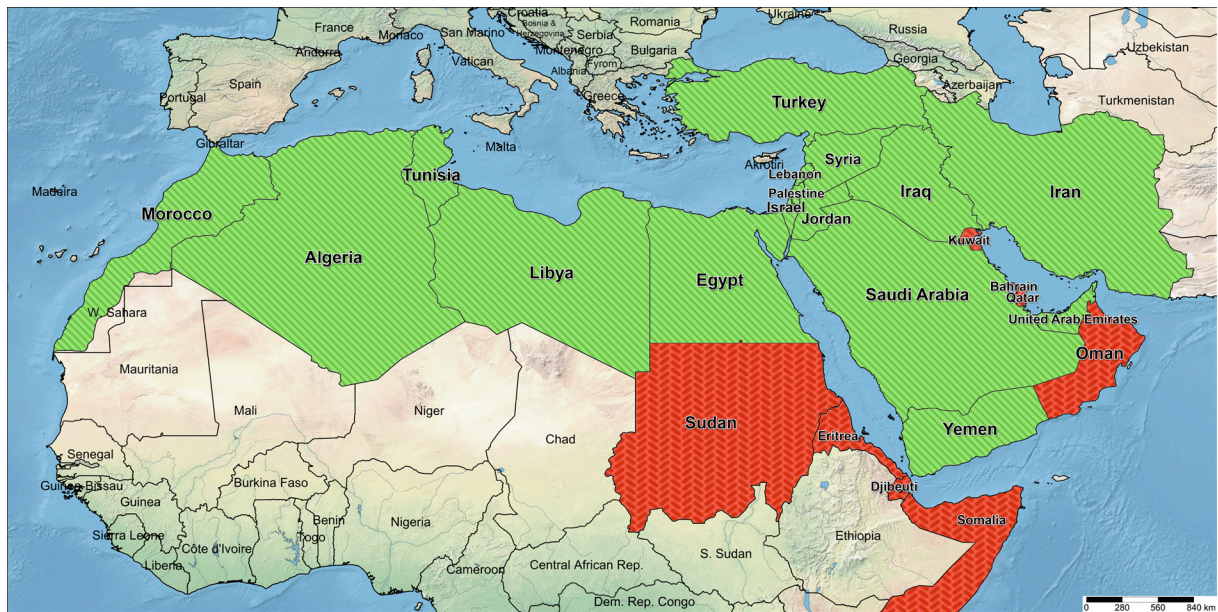 Croatia
Ukraine
France
Monaco
San Marino
Bosnia &
Herzegovina
Serbia
Romania
Russia
Andorra
Montenegro
Bulgaria
Uzbekistan
Vatican
Albania
Fyrom
Georgia
Azerbaijan
Spain
Portugal
Greece
Turkey
Turkmenistan
Gibraltar
Malta
Akrotiri
Syria
Tunisia
Lebanon
Madeira
Palestine
Iraq
Iran
Israel
Morocco
Jordan
Kuwait
Algeria
Libya
Egypt
Bahrain
Saudi Arabia
Qatar
W. Sahara
United Arab Emirates
Oman
Mauritania
Mali
Niger
Sudan
Yemen
Chad
Eritrea
Senegal
Burkina Faso
Djibeuti
Guinea-Bissau
Guinea
Benin
Nigeria
Somalia
Sierra Leone
Togo
Ethiopia
Côte d'Ivoire
S. Sudan
Liberia
Cameroon
Central African Rep.
Dem. Rep. Congo
0 280 560 840 km